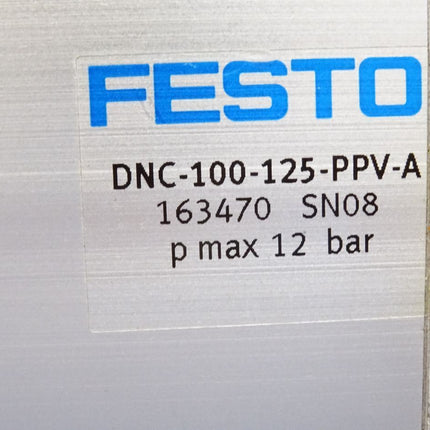 FESTO
DNC-100-125-PPV-A
163470 SN08
p max 12 bar